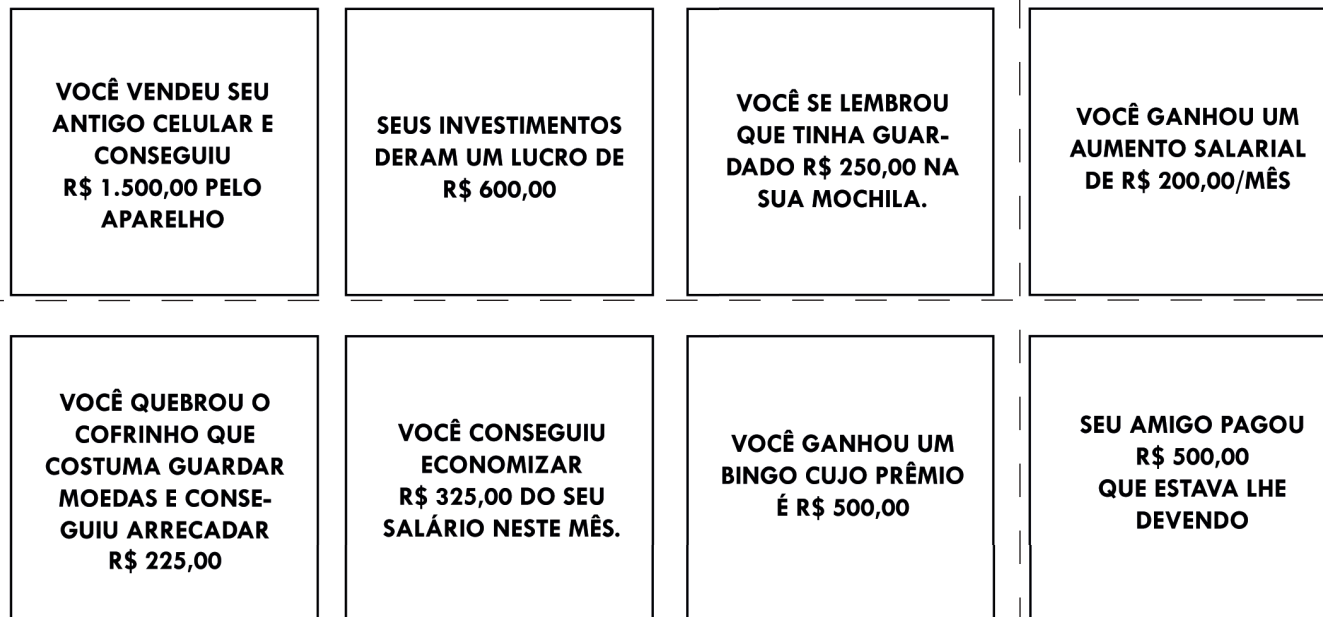 VOCÊ VENDEU SEU
ANTIGO CELULAR E
CONSEGUIU
R$ 1.500,00 PELO
APARELHO
SEUS INVESTIMENTOS
DERAM UM LUCRO DE
R$ 600,00
VOCÊ SE LEMBROU
QUE TINHA GUAR-
DADO R$ 250,00 NA
SUA MOCHILA.
VOCÊ GANHOU UM
AUMENTO SALARIAL
DE R$ 200,00/MÊS
VOCÊ QUEBROU O
COFRINHO QUE
COSTUMA GUARDAR
MOEDAS E CONSE-
GUIU ARRECADAR
R$ 225,00
VOCÊ CONSEGUIU
ECONOMIZAR
R$ 325,00 DO SEU
SALÁRIO NESTE MÊS.
VOCÊ GANHOU UM
BINGO CUJO PRÊMIO
É R$ 500,00
SEU AMIGO PAGOU
R$ 500,00
QUE ESTAVA LHE
DEVENDO